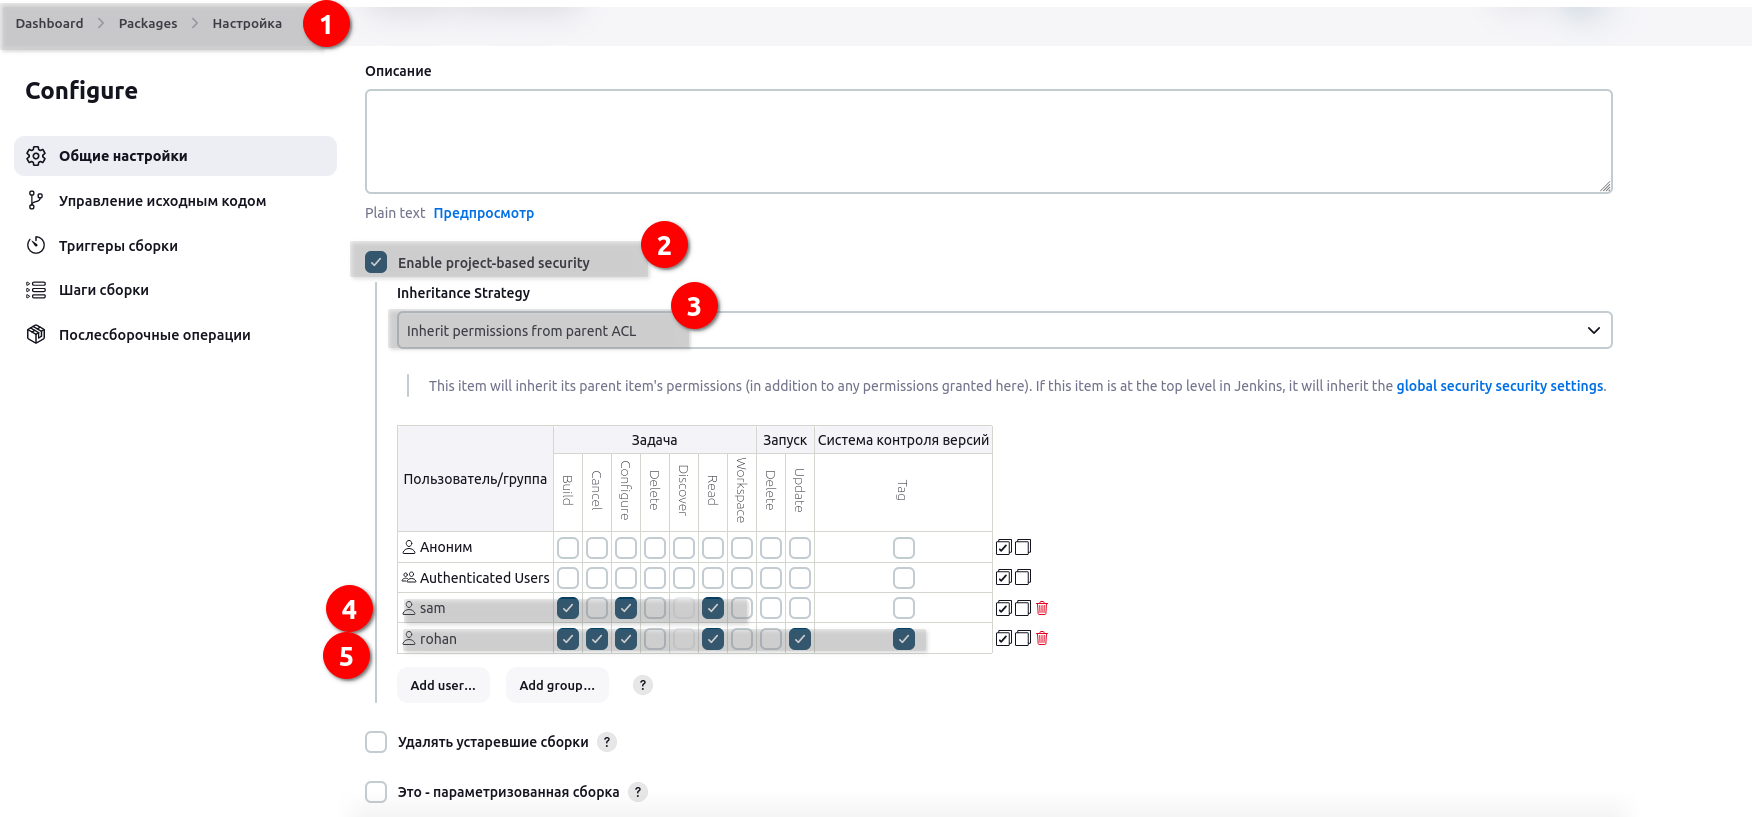 Dashboard > Packages > Настройка 1
Configure
Общие настройки
Управление исходным кодом
Триггеры сборки
Шаги сборки
Послесборочные операции
Описание
Plain text Предпросмотр
2
Enable project-based security
Inheritance Strategy
3
Inherit permissions from parent ACL
This item will inherit its parent item's permissions (in addition to any permissions granted here). If this item is at the top level in Jenkins, it will inherit the global security security settings.
Пользователь/группа
Задача Запуск Система контроля версий
Build Cancel Configure Delete Discover Read Workspace Delete Update Tag
Аноним
Authenticated Users
4 sam
5 rohan
Add user... Add group... ?
Удалять устаревшие сборки ?
Это - параметризованная сборка ?